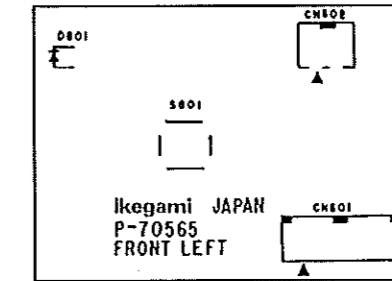 CN802
D801
S801
CN801
Ikegami JAPAN
P-70565
FRONT LEFT